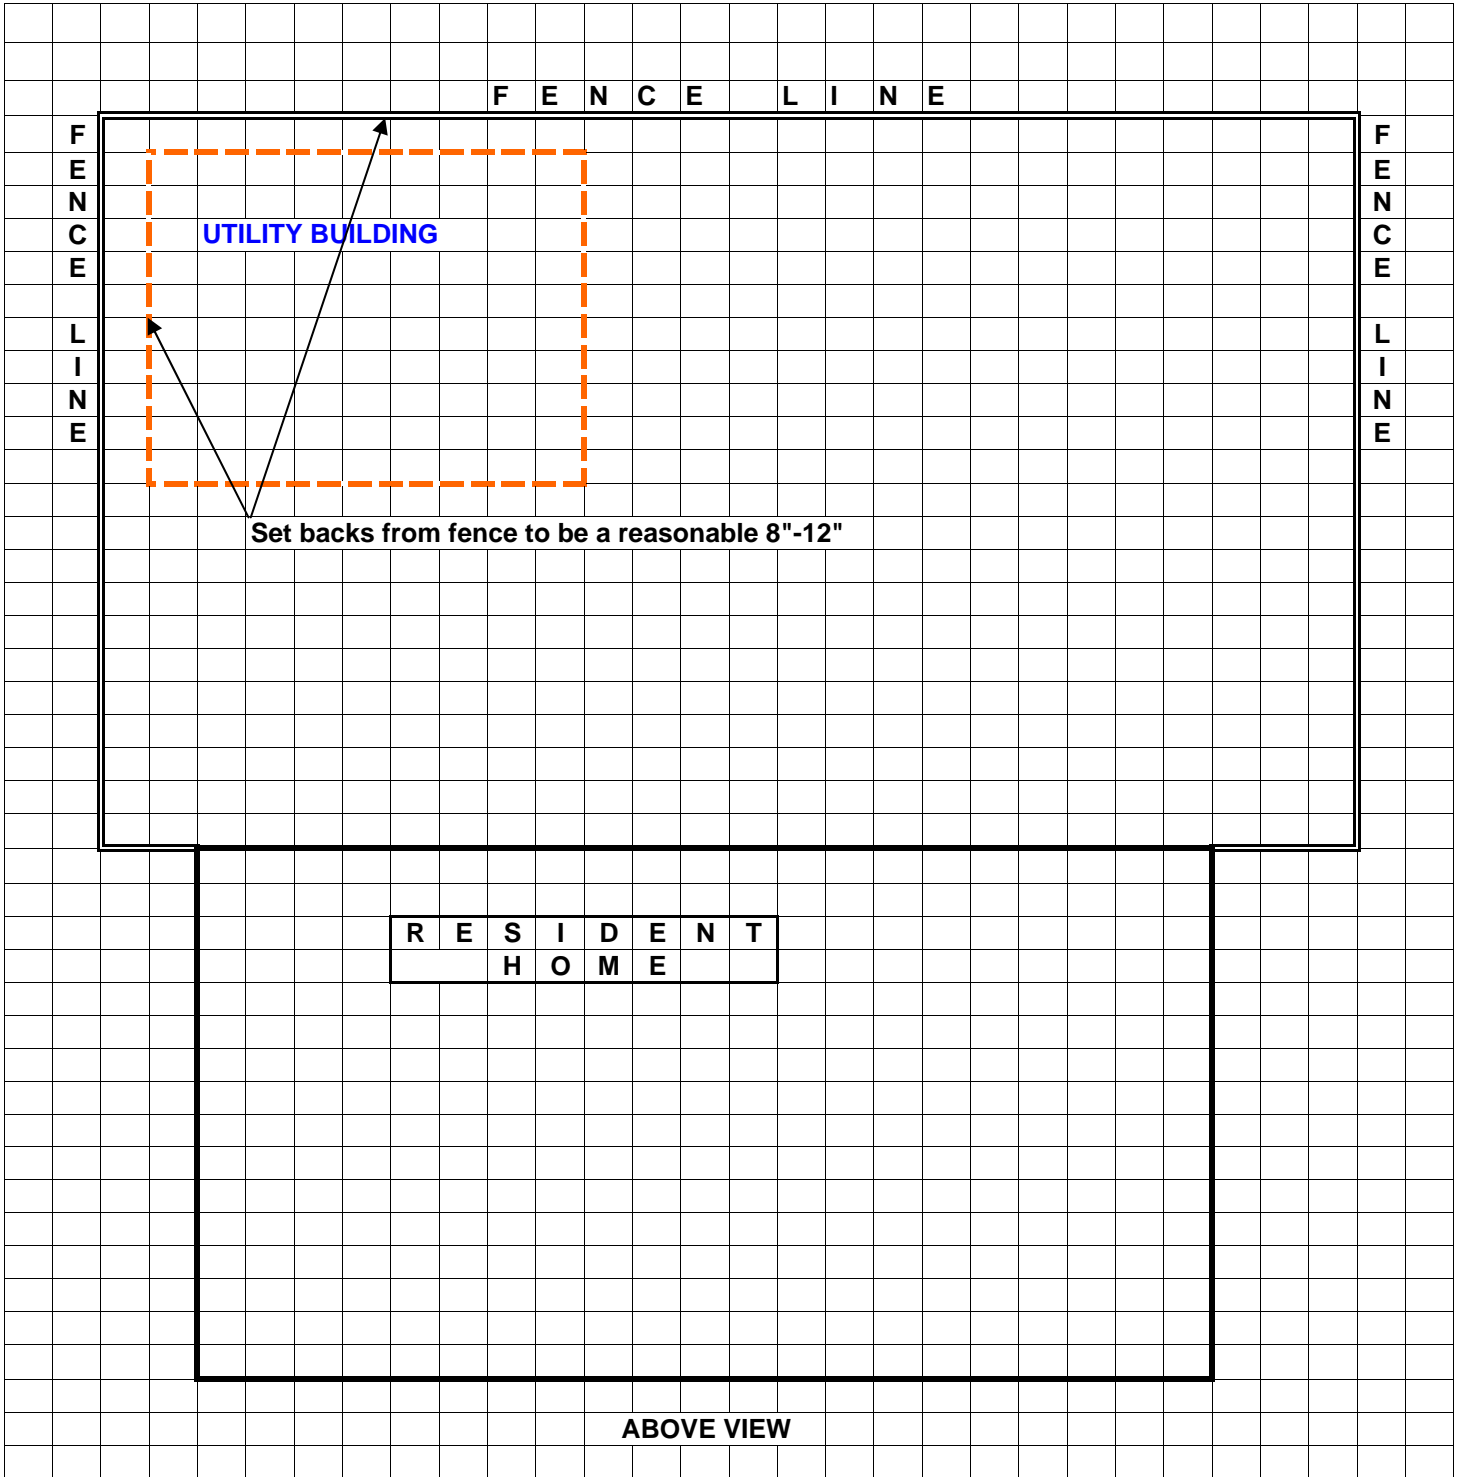 FENCE LINE
FENCE LINE
FENCE LINE
UTILITY BUILDING
Set backs from fence to be a reasonable 8"-12"
RESIDENT
HOME
ABOVE VIEW